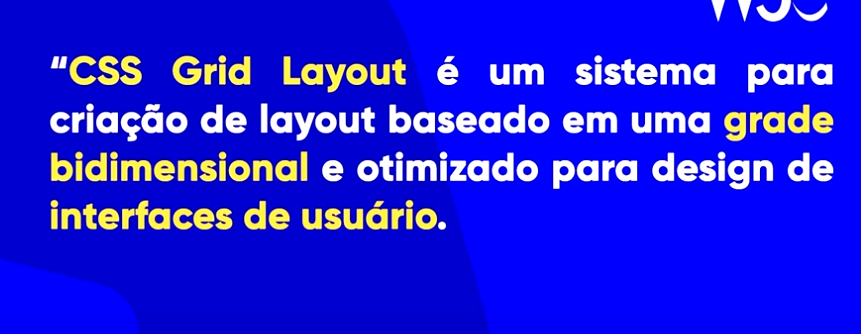 W3C
“CSS Grid Layout é um sistema para
criação de layout baseado em uma grade
bidimensional e otimizado para design de
interfaces de usuário.